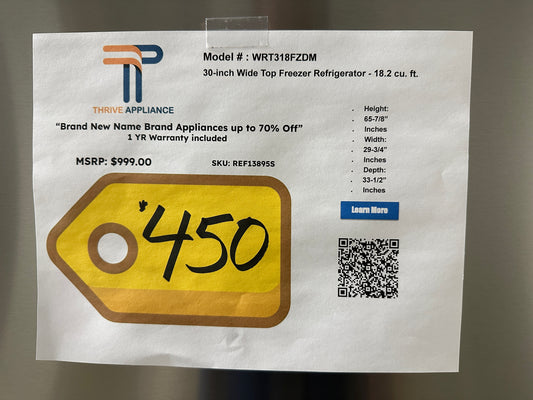 TP
THRIVE APPLIANCE
Model # : WRT318FZDM
30-inch Wide Top Freezer Refrigerator - 18.2 cu. ft.
"Brand New Name Brand Appliances up to 70% Off"
1 YR Warranty included
MSRP: $999.00
SKU: REF13895S
$450
. Height:
65-7/8"
. Inches
. Width:
. 29-3/4"
. Inches
. Depth:
. 33-1/2"
. Inches
Learn More